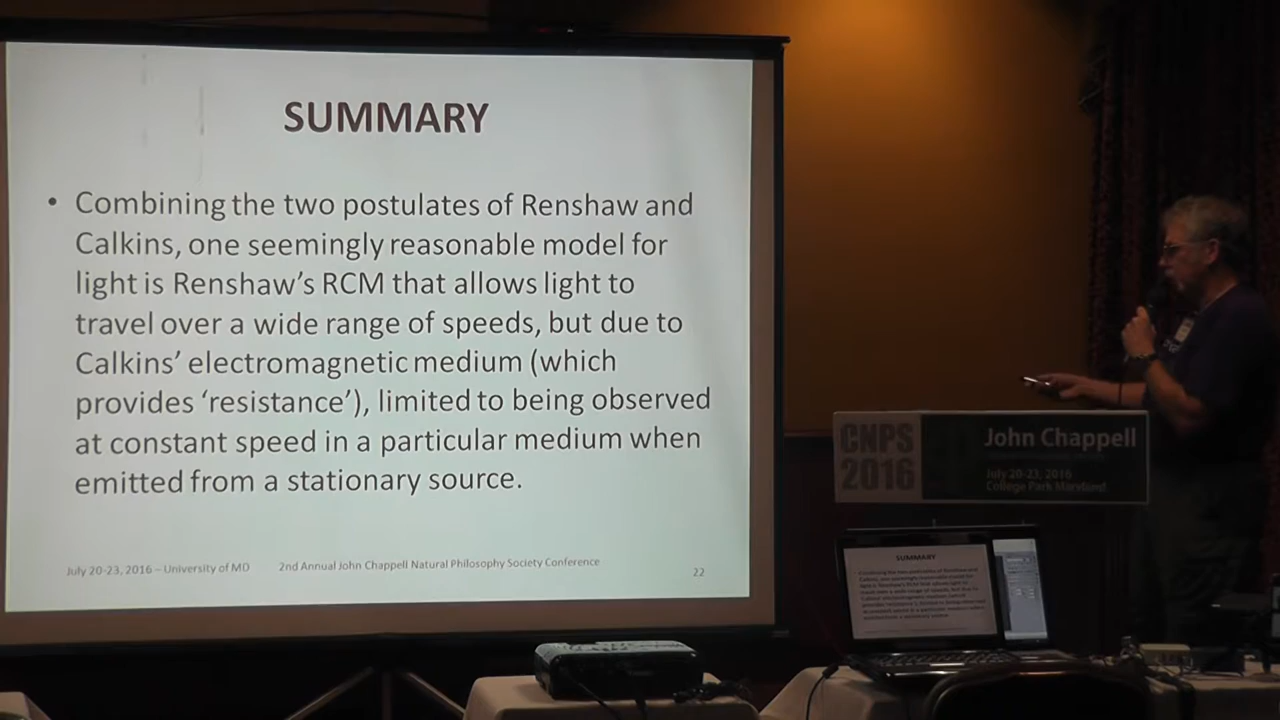 SUMMARY
• Combining the two postulates of Renshaw and
Calkins, one seemingly reasonable model for
light is Renshaw's RCM that allows light to
travel over a wide range of speeds, but due to
Calkins' electromagnetic medium (which
provides 'resistance'), limited to being observed
at constant speed in a particular medium when
emitted from a stationary source.
July 20-23, 2016 – University of MD
2nd Annual John Chappell Natural Philosophy Society Conference
22
CNPS
2016
John Chappell
July 20-23, 2016
College Park Maryland
SUMMARY